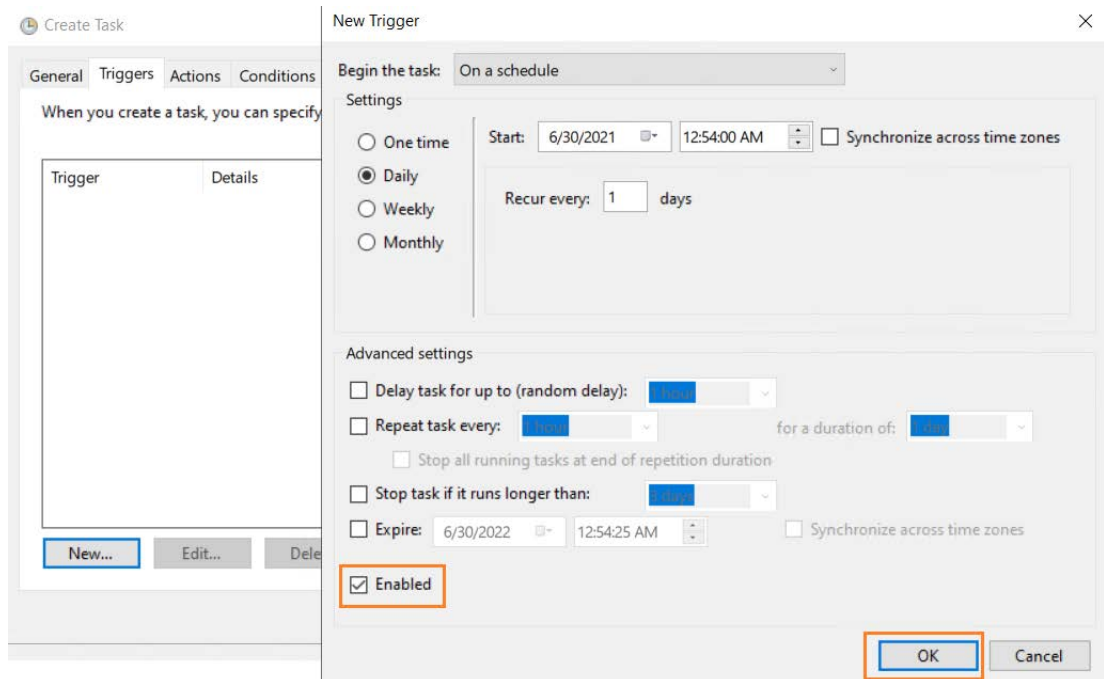 Create Task
General Triggers Actions Conditions
When you create a task, you can specify
Trigger Details
New... Edit... Dele
New Trigger
Begin the task: On a schedule
Settings
One time
Daily
Weekly
Monthly
Start: 6/30/2021 12:54:00 AM Synchronize across time zones
Recur every: 1 days
Advanced settings
Delay task for up to (random delay): 1 hour
Repeat task every: 1 hour for a duration of: 1 day
Stop all running tasks at end of repetition duration
Stop task if it runs longer than: 3 days
Expire: 6/30/2022 12:54:25 AM Synchronize across time zones
Enabled
OK Cancel